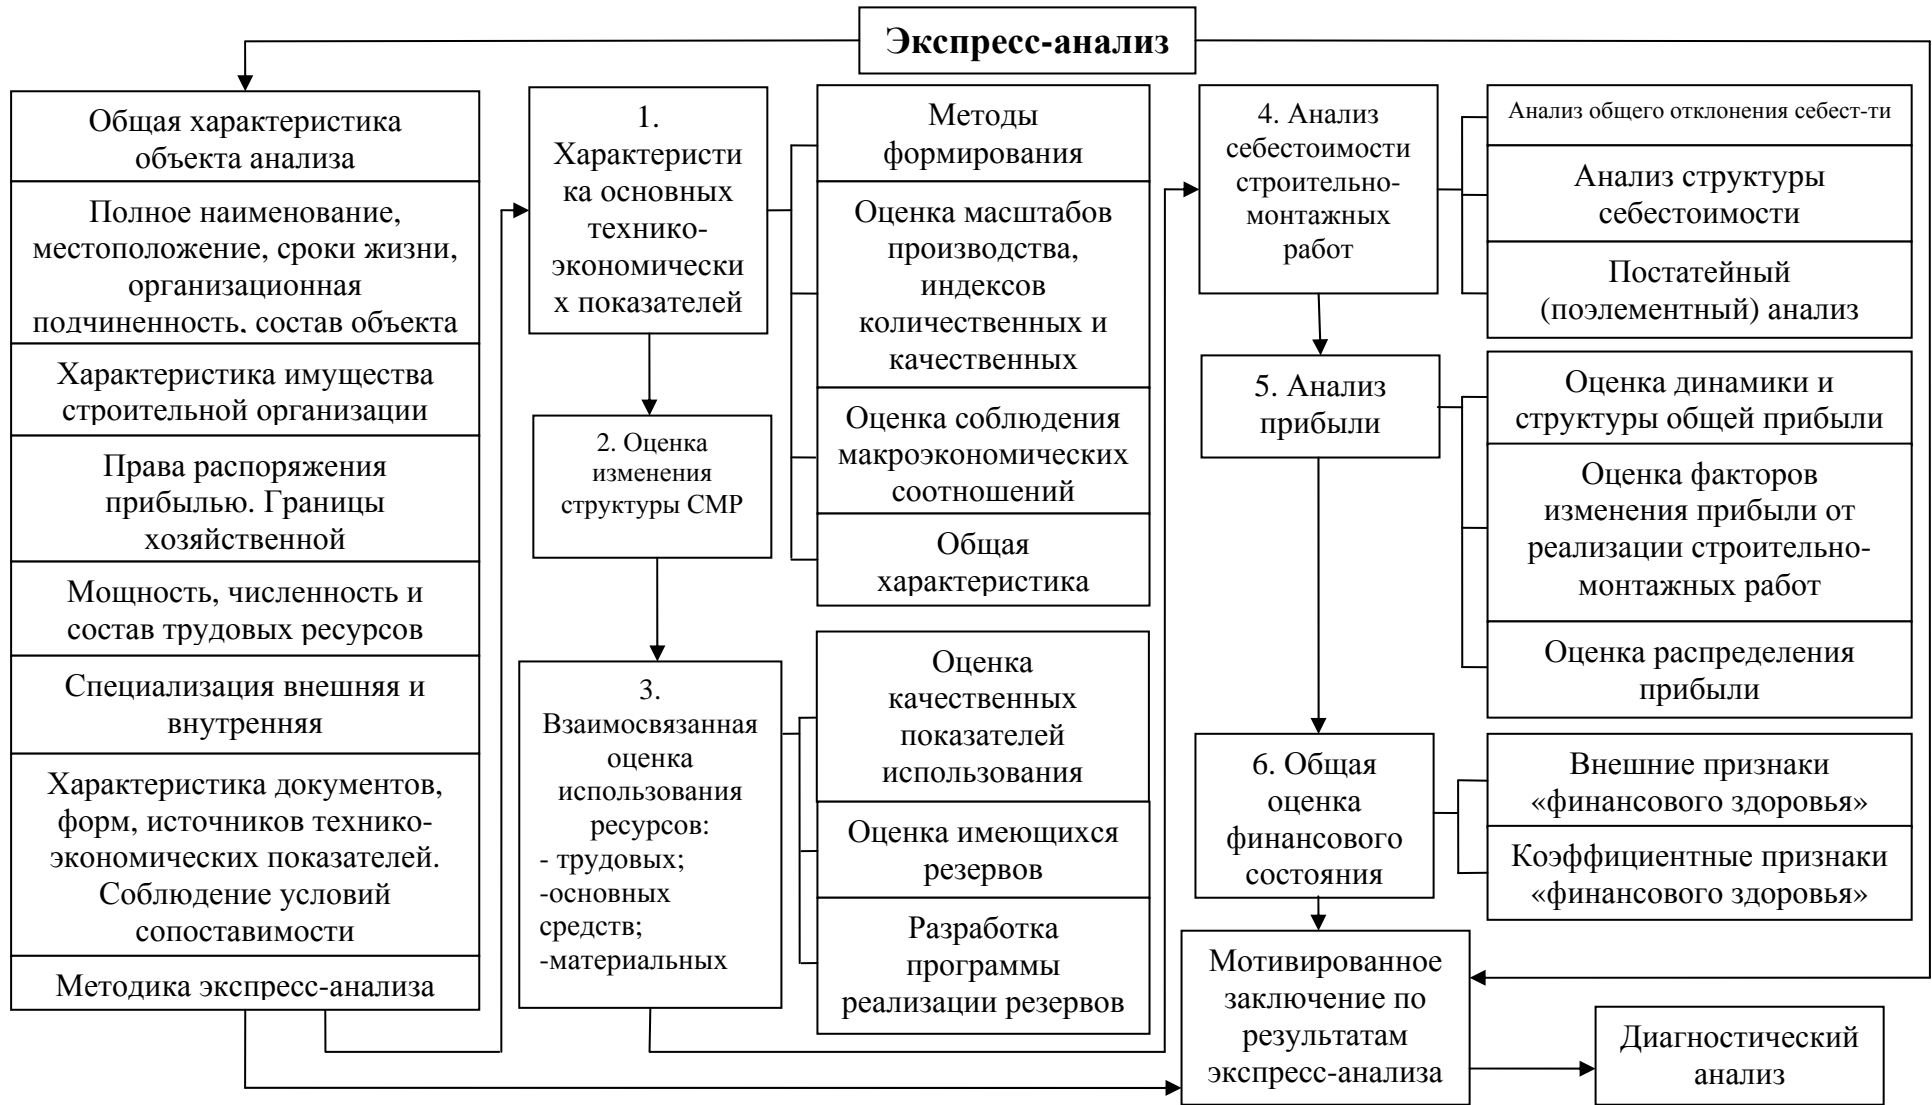 Экспресс-анализ
Общая характеристика
объекта анализа
Полное наименование,
местоположение, сроки жизни,
организационная
подчиненность, состав объекта
Характеристика имущества
строительной организации
Права распоряжения
прибылью. Границы
хозяйственной
Мощность, численность и
состав трудовых ресурсов
Специализация внешняя и
внутренняя
Характеристика документов,
форм, источников технико-
экономических показателей.
Соблюдение условий
сопоставимости
Методика экспресс-анализа
1.
Характеристи
ка основных
технико-
экономически
х показателей
Методы
формирования
Оценка масштабов
производства,
индексов
количественных и
качественных
Оценка соблюдения
макроэкономических
соотношений
Общая
характеристика
2. Оценка
изменения
структуры СМР
3.
Взаимосвязанная
оценка
использования
ресурсов:
- трудовых;
-основных
средств;
-материальных
Оценка
качественных
показателей
использования
Оценка имеющихся
резервов
Разработка
программы
реализации резервов
4. Анализ
себестоимости
строительно-
монтажных
работ
Анализ общего отклонения себест-ти
Анализ структуры
себестоимости
Постатейный
(поэлементный) анализ
5. Анализ
прибыли
Оценка динамики и
структуры общей прибыли
Оценка факторов
изменения прибыли от
реализации строительно-
монтажных работ
Оценка распределения
прибыли
6. Общая
оценка
финансового
состояния
Внешние признаки
«финансового здоровья»
Коэффициентные признаки
«финансового здоровья»
Мотивированное
заключение по
результатам
экспресс-анализа
Диагностический
анализ